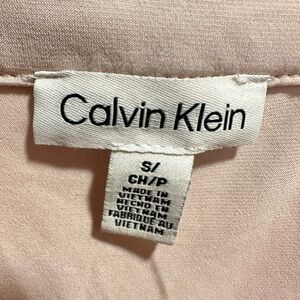 Calvin Klein
S/
CH/P
MADE IN
VIETNAM
HECHO EN
VIETNAM
FABRIQUÉ AU
VIETNAM